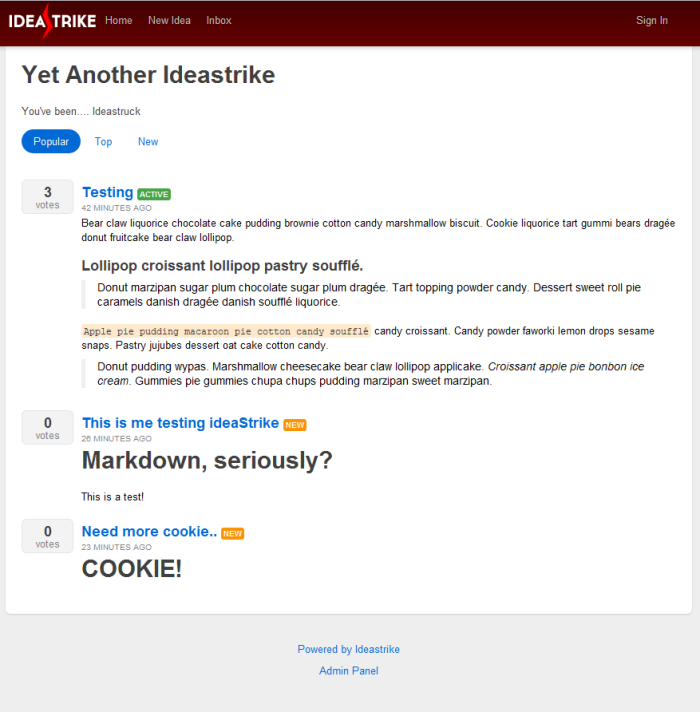 IDEASTRIKE Home New Idea Inbox Sign In
Yet Another Ideastrike
You've been.... Ideastruck
Popular Top New
3 votes
Testing ACTIVE
42 MINUTES AGO
Bear claw liquorice chocolate cake pudding brownie cotton candy marshmallow biscuit. Cookie liquorice tart gummi bears dragée
donut fruitcake bear claw lollipop.
Lollipop croissant lollipop pastry soufflé.
Donut marzipan sugar plum chocolate sugar plum dragée. Tart topping powder candy. Dessert sweet roll pie
caramels danish dragée danish soufflé liquorice.
Apple pie pudding macaroon pie cotton candy soufflé candy croissant. Candy powder faworki lemon drops sesame
snaps. Pastry jujubes dessert oat cake cotton candy.
Donut pudding wypas. Marshmallow cheesecake bear claw lollipop applicake. Croissant apple pie bonbon ice
cream. Gummies pie gummies chupa chups pudding marzipan sweet marzipan.
0 votes
This is me testing ideaStrike NEW
26 MINUTES AGO
Markdown, seriously?
This is a test!
0 votes
Need more cookie.. NEW
23 MINUTES AGO
COOKIE!
Powered by Ideastrike
Admin Panel